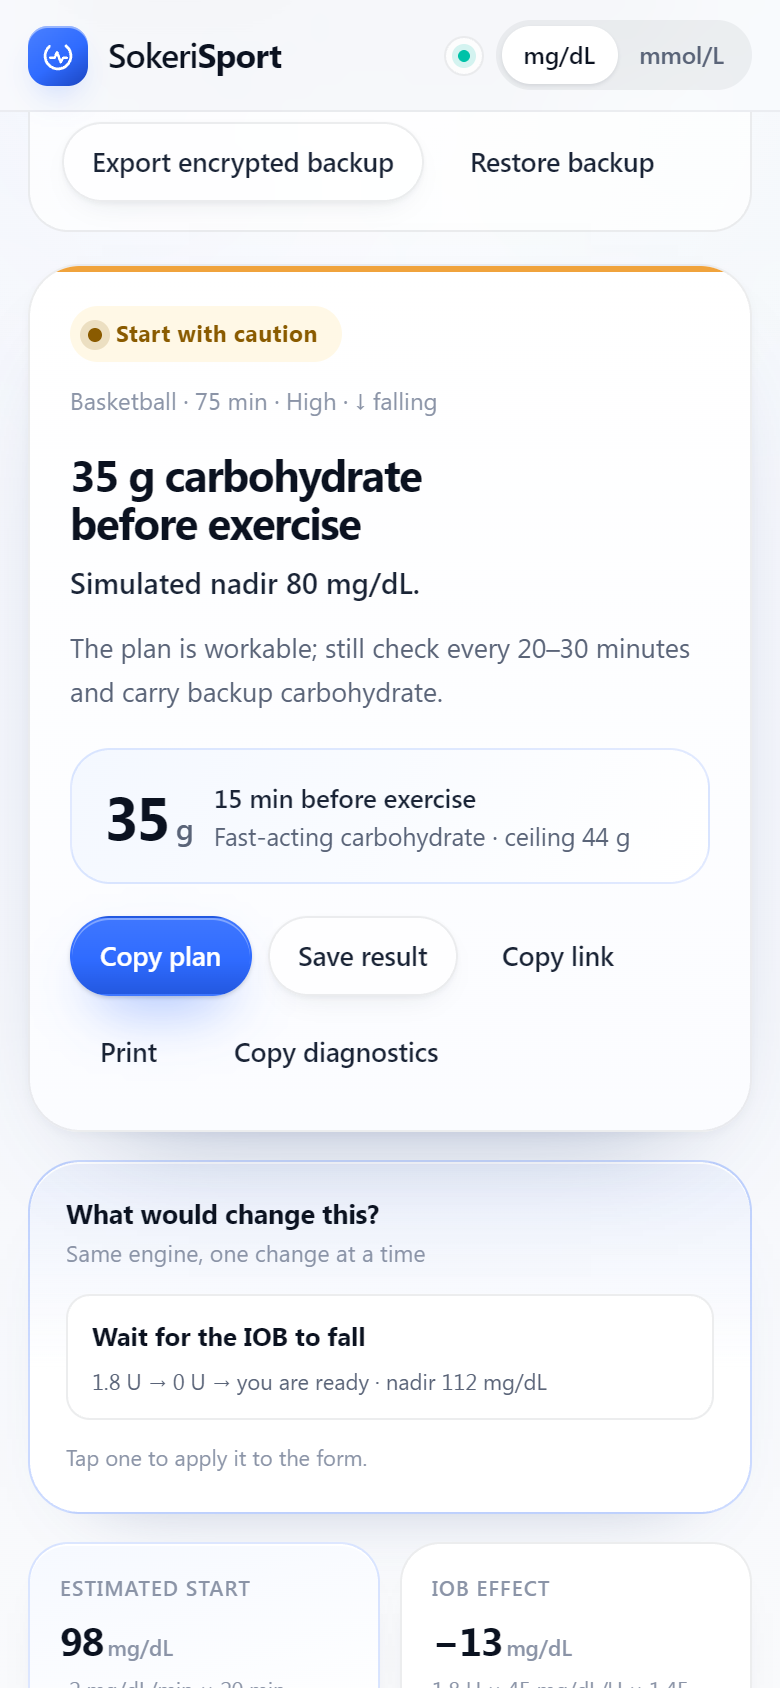 SokeriSport
mg/dL
mmol/L
Export encrypted backup
Restore backup
Start with caution
Basketball · 75 min · High · ↓ falling
35 g carbohydrate
before exercise
Simulated nadir 80 mg/dL.
The plan is workable; still check every 20–30 minutes
and carry backup carbohydrate.
35 g
15 min before exercise
Fast-acting carbohydrate · ceiling 44 g
Copy plan
Save result
Copy link
Print
Copy diagnostics
What would change this?
Same engine, one change at a time
Wait for the IOB to fall
1.8 U → 0 U → you are ready · nadir 112 mg/dL
Tap one to apply it to the form.
ESTIMATED START
98 mg/dL
IOB EFFECT
−13 mg/dL